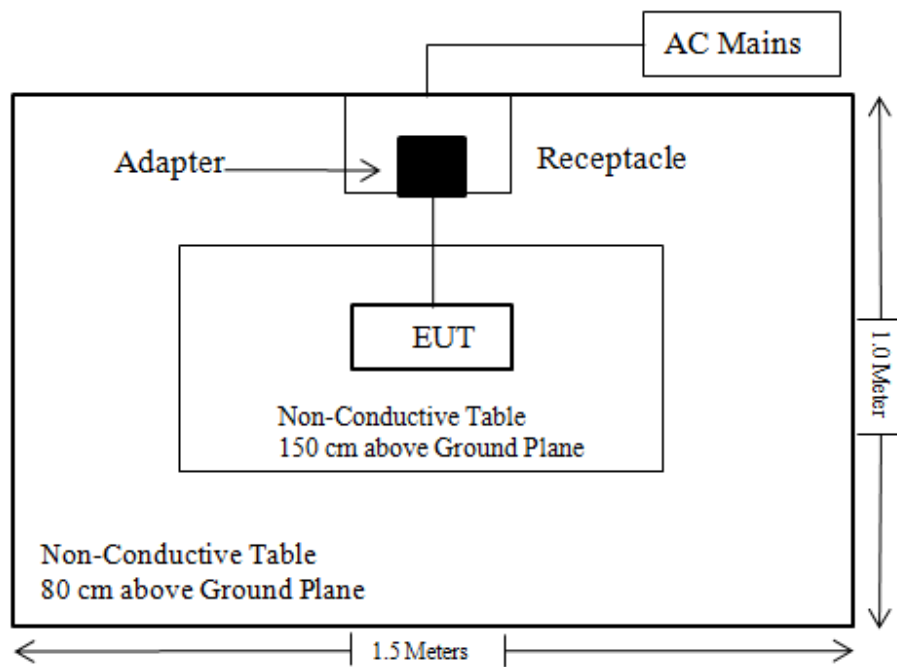 AC Mains
Adapter
Receptacle
EUT
Non-Conductive Table
150 cm above Ground Plane
1.0 Meter
Non-Conductive Table
80 cm above Ground Plane
1.5 Meters